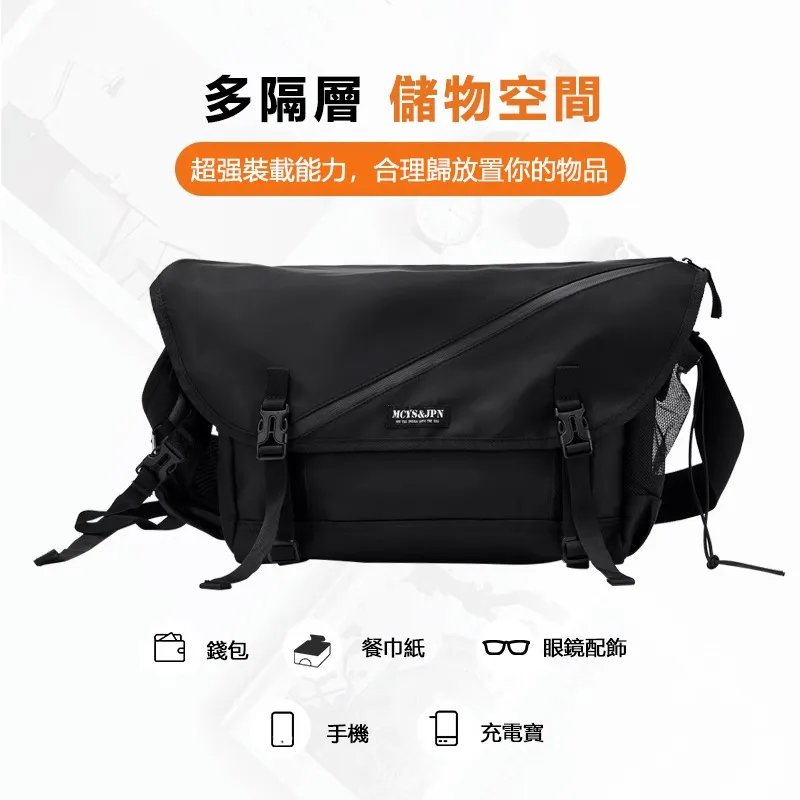 多隔層 儲物空間
超强裝載能力，合理歸放置你的物品
MCYS&JPN
錢包
餐巾紙
眼鏡配飾
手機
充電寶